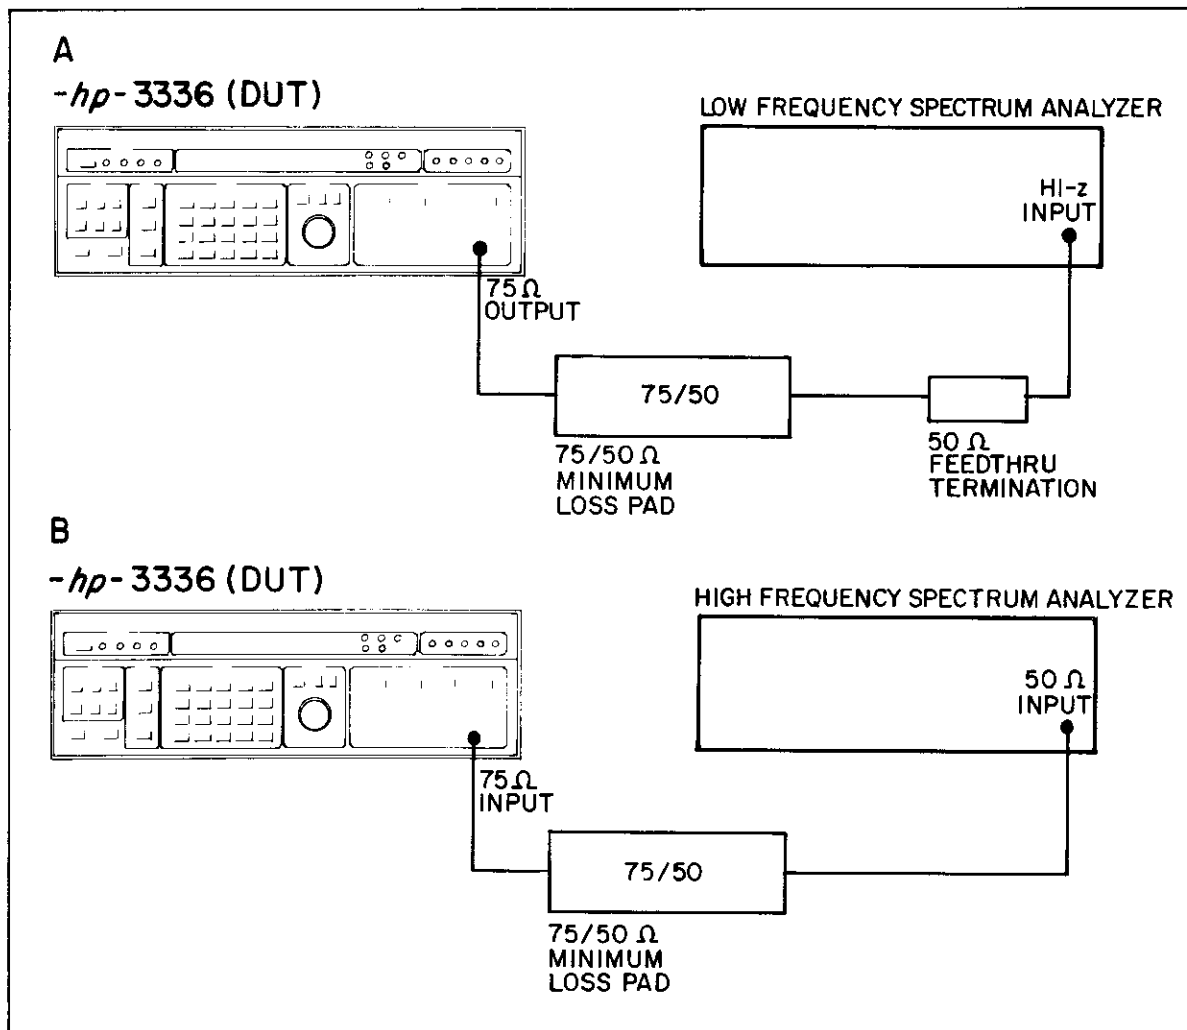 A
-hp- 3336 (DUT)
LOW FREQUENCY SPECTRUM ANALYZER
HI-z
INPUT
75Ω
OUTPUT
75/50
75/50 Ω
MINIMUM
LOSS PAD
50 Ω
FEEDTHRU
TERMINATION
B
-hp- 3336 (DUT)
HIGH FREQUENCY SPECTRUM ANALYZER
50 Ω
INPUT
75Ω
INPUT
75/50
75/50 Ω
MINIMUM
LOSS PAD